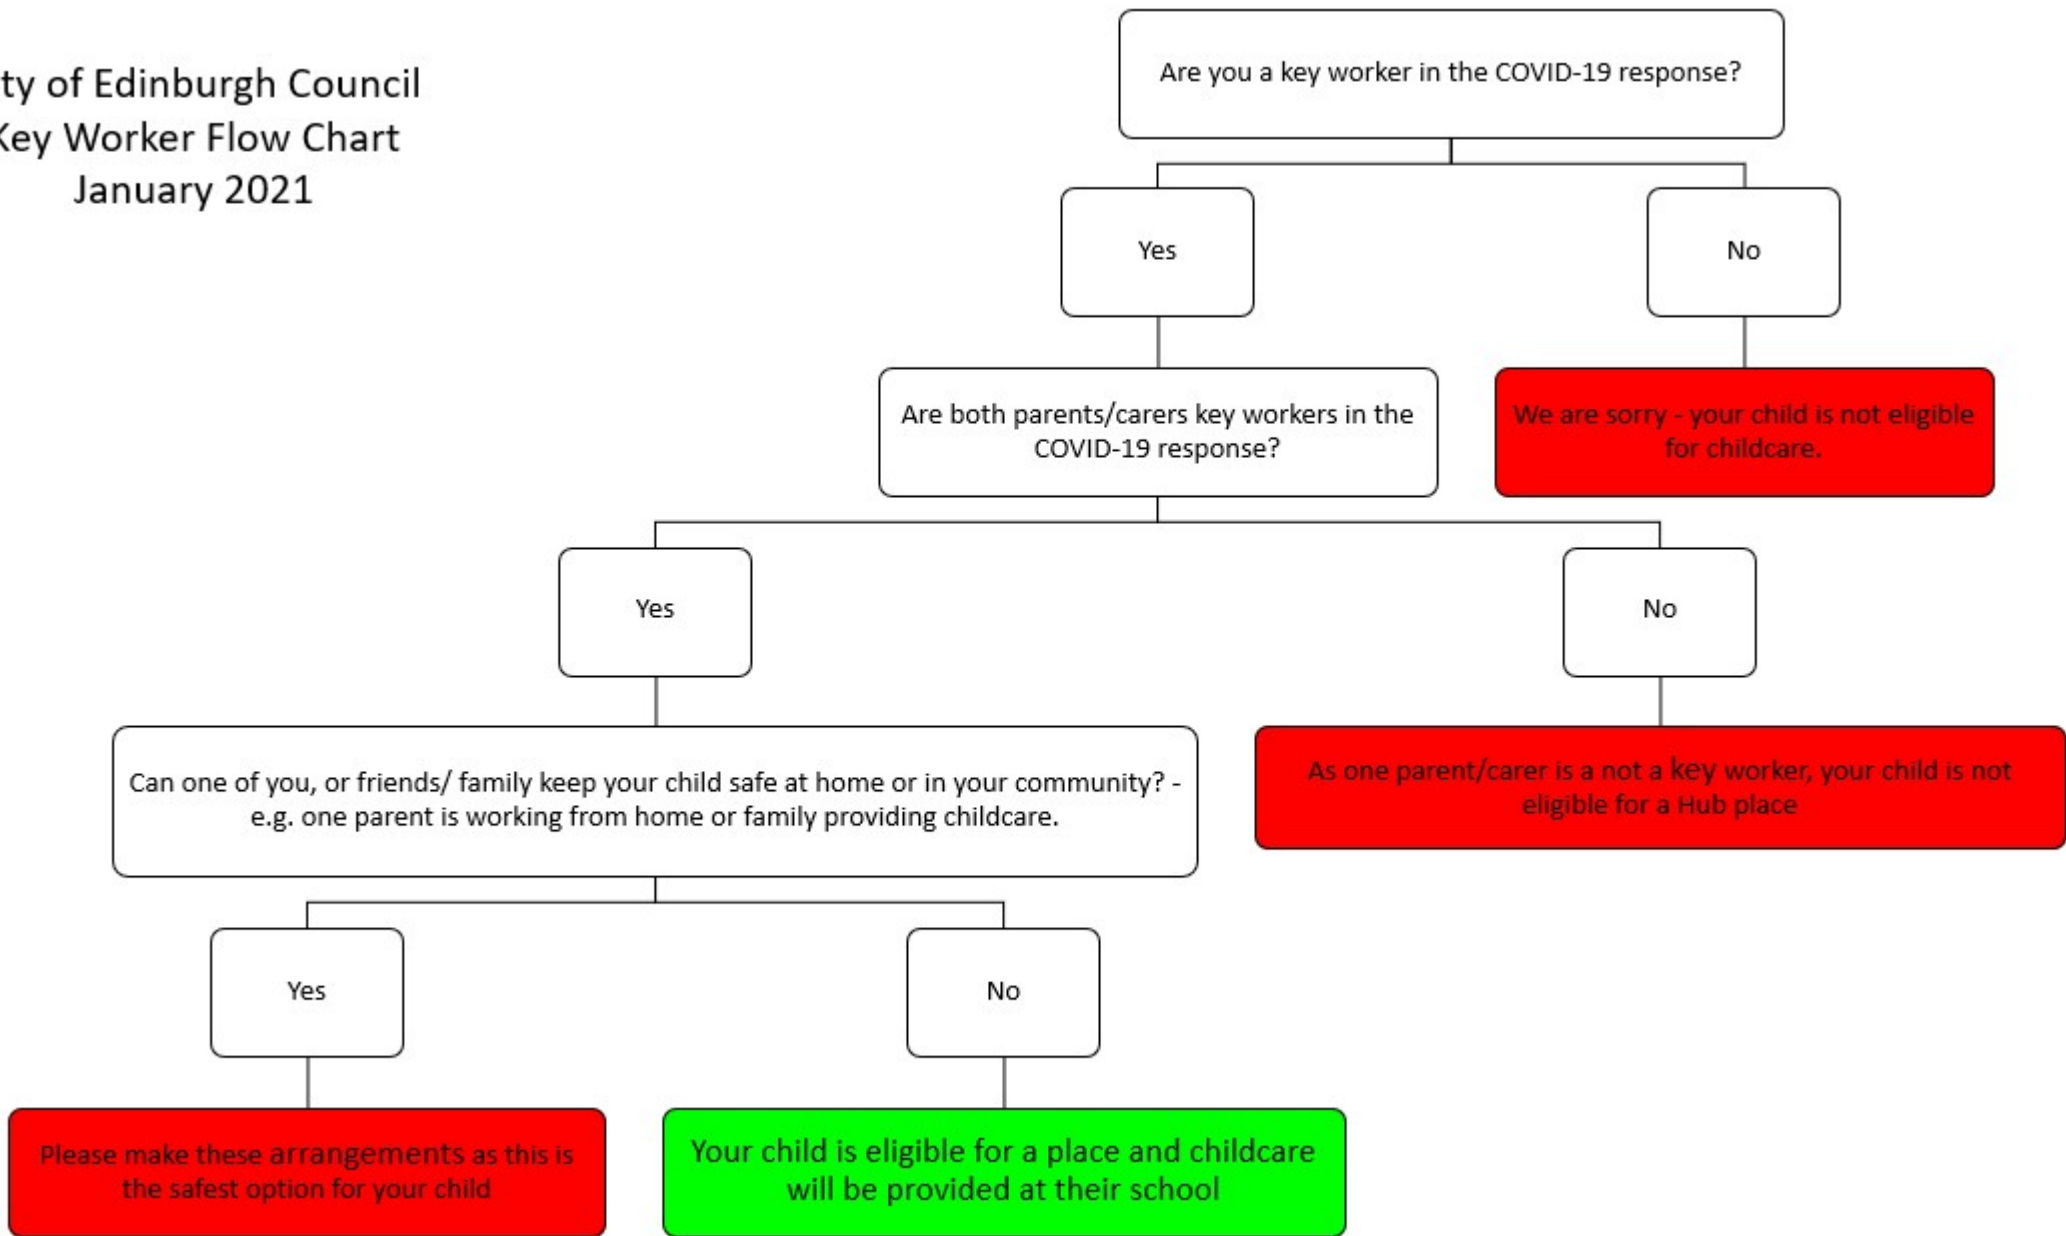 ty of Edinburgh Council
Key Worker Flow Chart
January 2021
Are you a key worker in the COVID-19 response?
Yes
No
Are both parents/carers key workers in the
COVID-19 response?
We are sorry - your child is not eligible
for childcare.
Yes
No
Can one of you, or friends/ family keep your child safe at home or in your community? -
e.g. one parent is working from home or family providing childcare.
As one parent/carer is a not a key worker, your child is not
eligible for a Hub place
Yes
No
Please make these arrangements as this is
the safest option for your child
Your child is eligible for a place and childcare
will be provided at their school